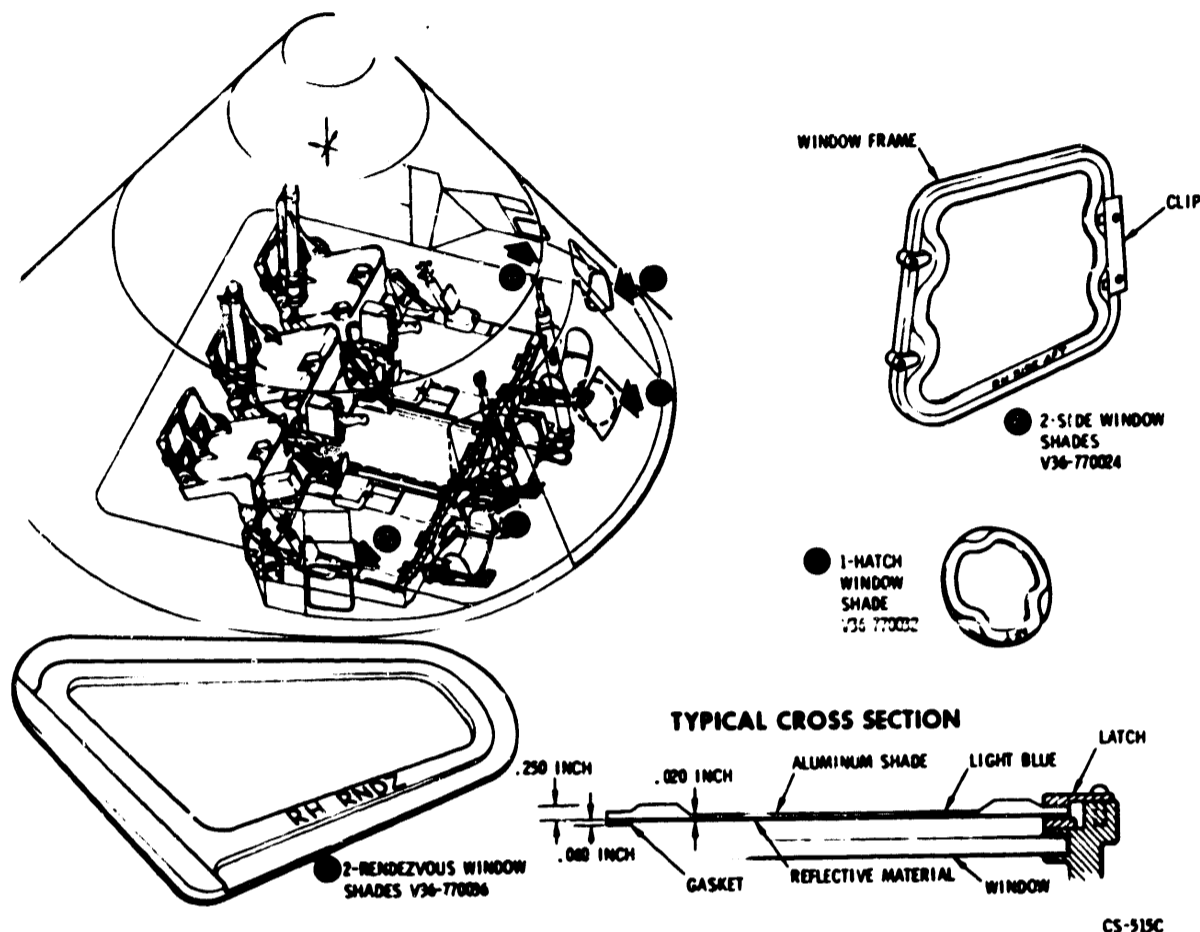 WINDOW FRAME
CLIP
2-SIDE WINDOW
SHADES
V36-770024
1-HATCH
WINDOW
SHADE
RH RNDZ
2-RENDEZVOUS WINDOW
SHADES V36-770036
TYPICAL CROSS SECTION
.250 INCH
.020 INCH
ALUMINUM SHADE
LIGHT BLUE
LATCH
.060 INCH
GASKET
REFLECTIVE MATERIAL
WINDOW
CS-515C